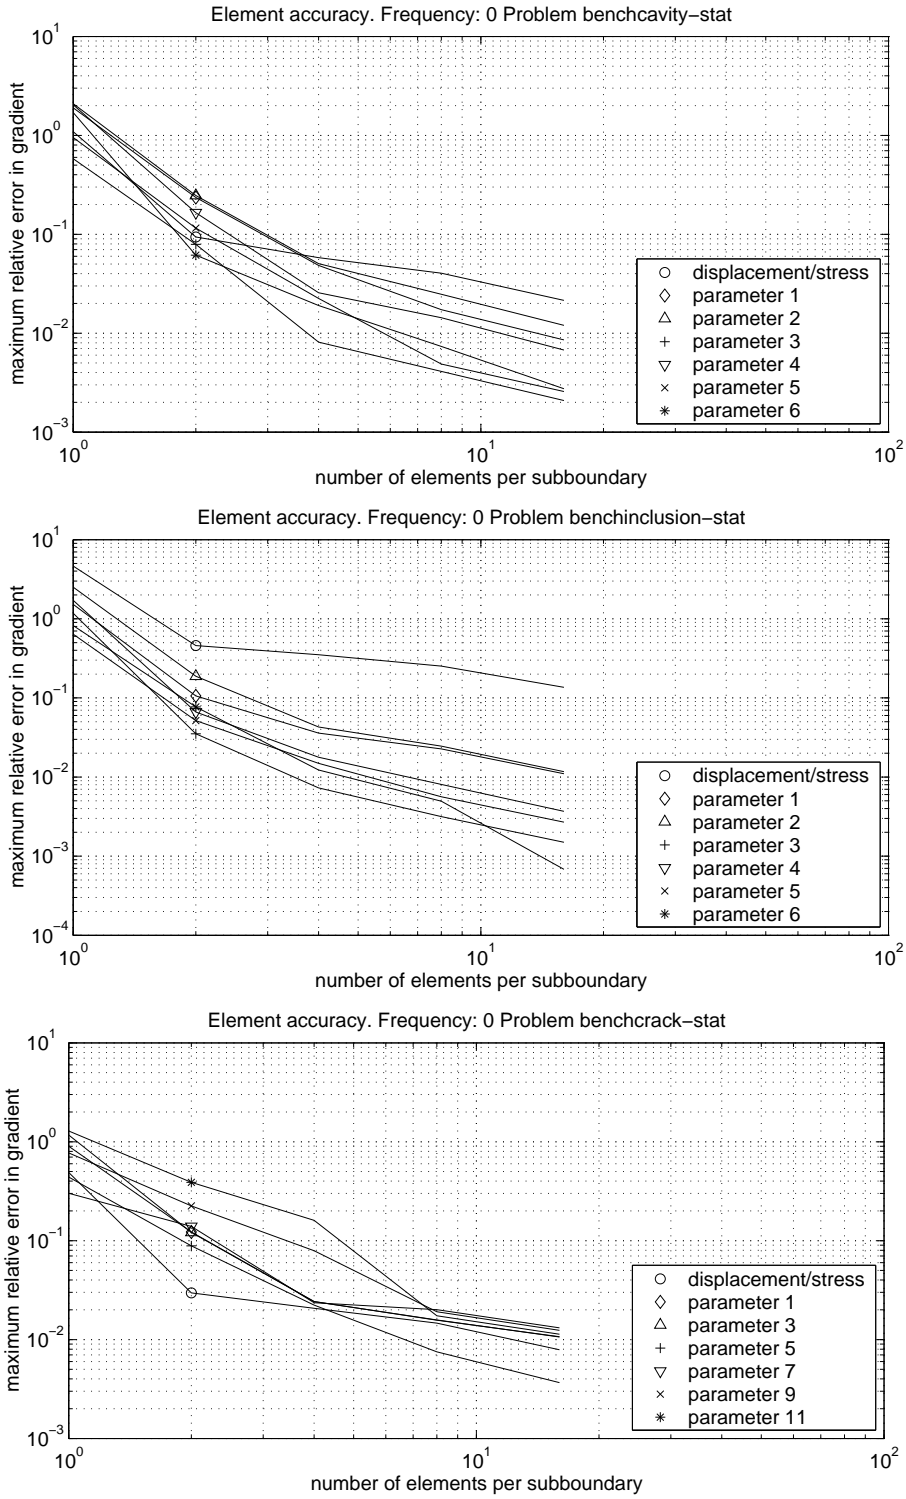 Element accuracy. Frequency: 0 Problem benchcavity−stat
10^1
10^0
10^−1
10^−2
10^−3
maximum relative error in gradient
displacement/stress
parameter 1
parameter 2
parameter 3
parameter 4
parameter 5
parameter 6
10^0
10^1
10^2
number of elements per subboundary
Element accuracy. Frequency: 0 Problem benchinclusion−stat
10^1
10^0
10^−1
10^−2
10^−3
10^−4
maximum relative error in gradient
displacement/stress
parameter 1
parameter 2
parameter 3
parameter 4
parameter 5
parameter 6
10^0
10^1
10^2
number of elements per subboundary
Element accuracy. Frequency: 0 Problem benchcrack−stat
10^1
10^0
10^−1
10^−2
10^−3
maximum relative error in gradient
displacement/stress
parameter 1
parameter 3
parameter 5
parameter 7
parameter 9
parameter 11
10^0
10^1
10^2
number of elements per subboundary